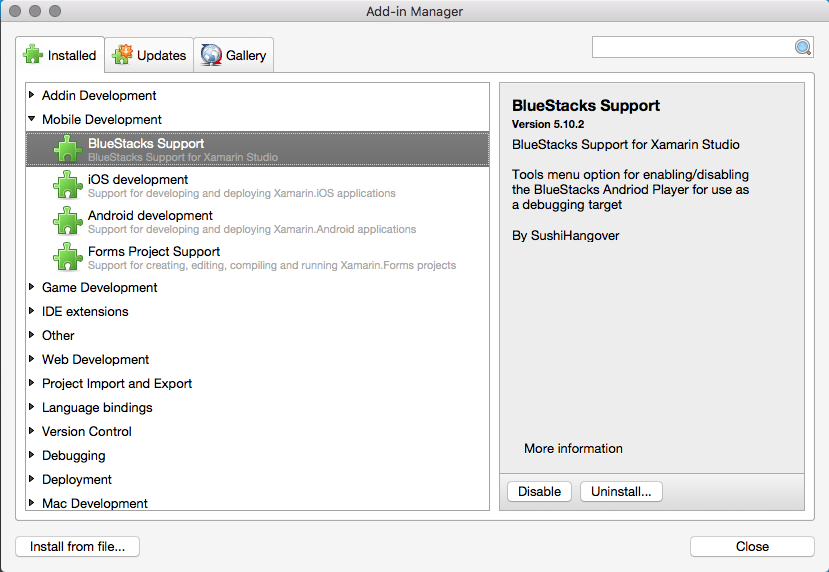 Add-in Manager
Installed
Updates
Gallery
Addin Development
Mobile Development
BlueStacks Support
BlueStacks Support for Xamarin Studio
iOS development
Support for developing and deploying Xamarin.iOS applications
Android development
Support for developing and deploying Xamarin.Android applications
Forms Project Support
Support for creating, editing, compiling and running Xamarin.Forms projects
Game Development
IDE extensions
Other
Web Development
Project Import and Export
Language bindings
Version Control
Debugging
Deployment
Mac Development
BlueStacks Support
Version 5.10.2
BlueStacks Support for Xamarin Studio
Tools menu option for enabling/disabling
the BlueStacks Andriod Player for use as
a debugging target
By SushiHangover
More information
Disable
Uninstall...
Install from file...
Close